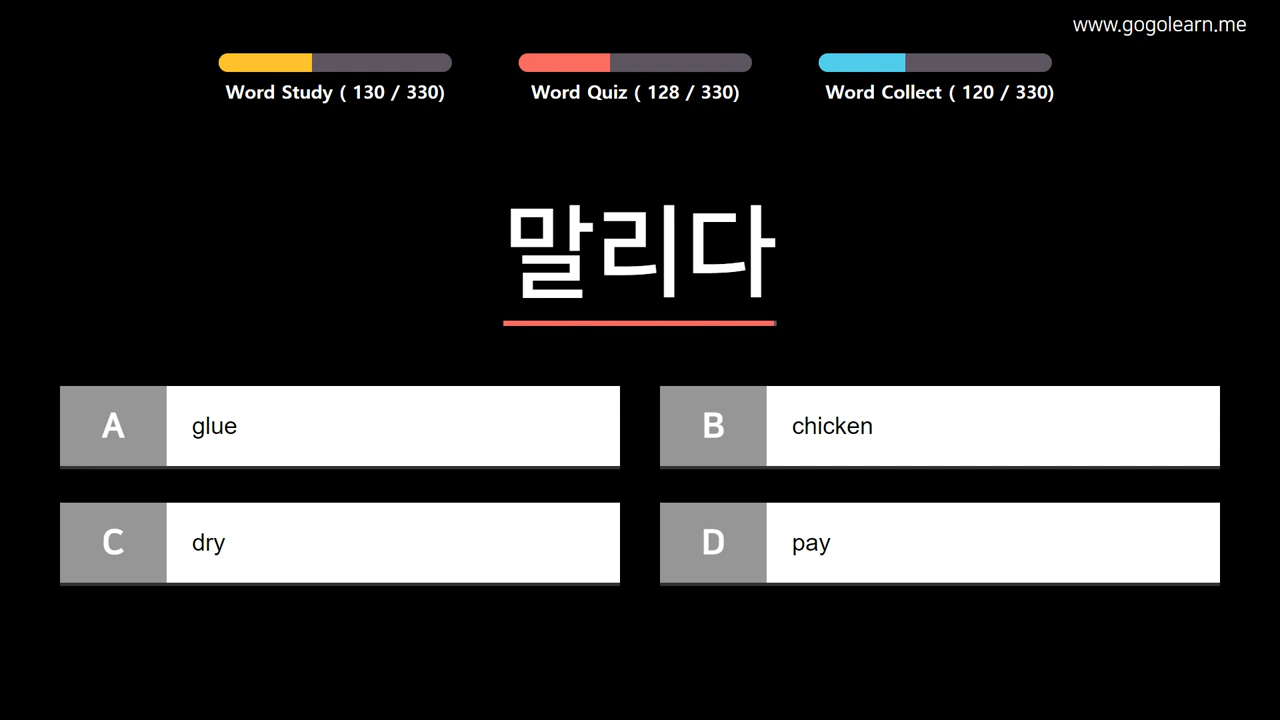 www.gogolearn.me
Word Study ( 130 / 330)
Word Quiz ( 128 / 330)
Word Collect ( 120 / 330)
말리다
A glue
B chicken
C dry
D pay